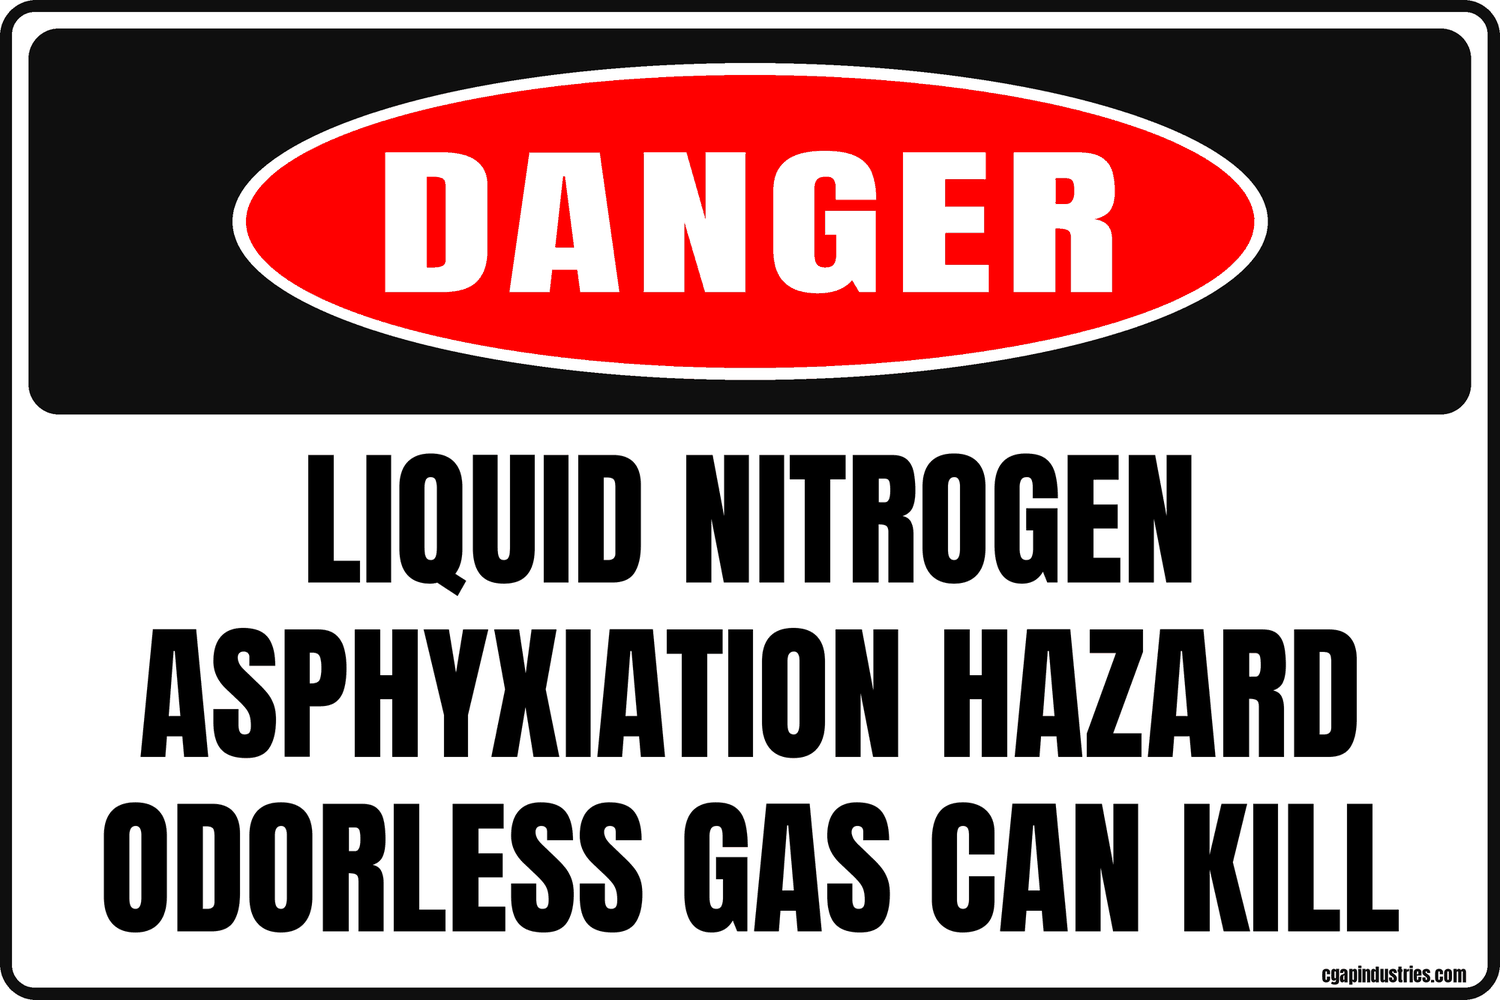 DANGER
LIQUID NITROGEN
ASPHYXIATION HAZARD
ODORLESS GAS CAN KILL
cgapindustries.com